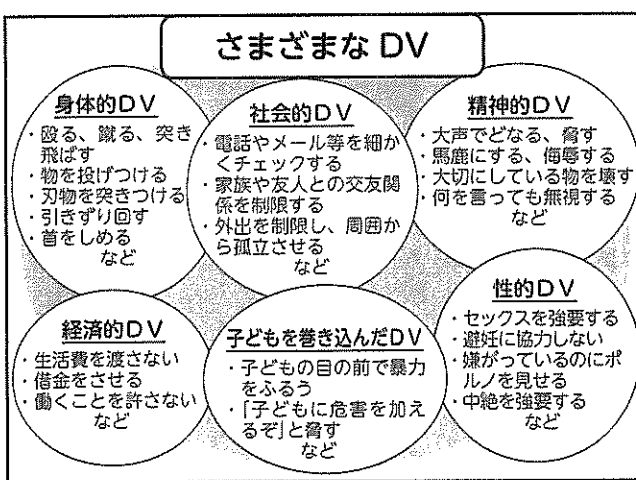 さまざまなDV
身体的DV
・殴る、蹴る、突き
飛ばす
・物を投げつける
・刃物を突きつける
・引きずり回す
・首をしめる
など
社会的DV
・電話やメール等を細か
くチェックする
・家族や友人との交友関
係を制限する
・外出を制限し、周囲か
ら孤立させる
など
精神的DV
・大声でどなる、脅す
・馬鹿にする、侮辱する
・大切にしている物を壊す
・何を言っても無視する
など
経済的DV
・生活費を渡さない
・借金をさせる
・働くことを許さない
など
子どもを巻き込んだDV
・子どもの目の前で暴力
をふるう
・「子どもに危害を加え
るぞ」と脅す
など
性的DV
・セックスを強要する
・避妊に協力しない
・嫌がっているのにポ
ルノを見せる
・中絶を強要する
など